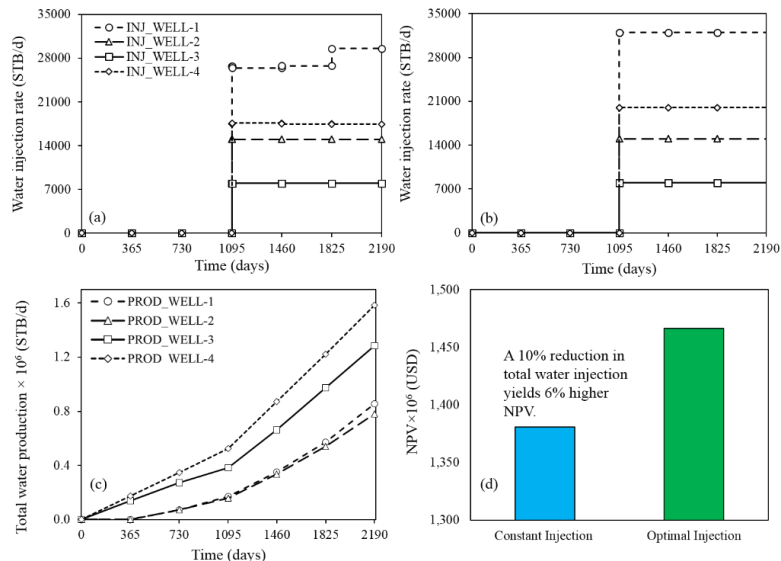 35000
28000
21000
14000
7000
0
Water injection rate (STB/d)
INJ_WELL-1
INJ_WELL-2
INJ_WELL-3
INJ_WELL-4
(a)
0 365 730 1095 1460 1825 2190
Time (days)
35000
28000
21000
14000
7000
0
Water injection rate (STB/d)
(b)
0 365 730 1095 1460 1825 2190
Time (days)
1.6
1.2
0.8
0.4
0.0
Total water production × 10⁶ (STB/d)
PROD_WELL-1
PROD_WELL-2
PROD_WELL-3
PROD_WELL-4
(c)
0 365 730 1095 1460 1825 2190
Time (days)
1,500
1,450
1,400
1,350
1,300
NPV×10⁶ (USD)
A 10% reduction in
total water injection
yields 6% higher
NPV.
(d)
Constant Injection Optimal Injection